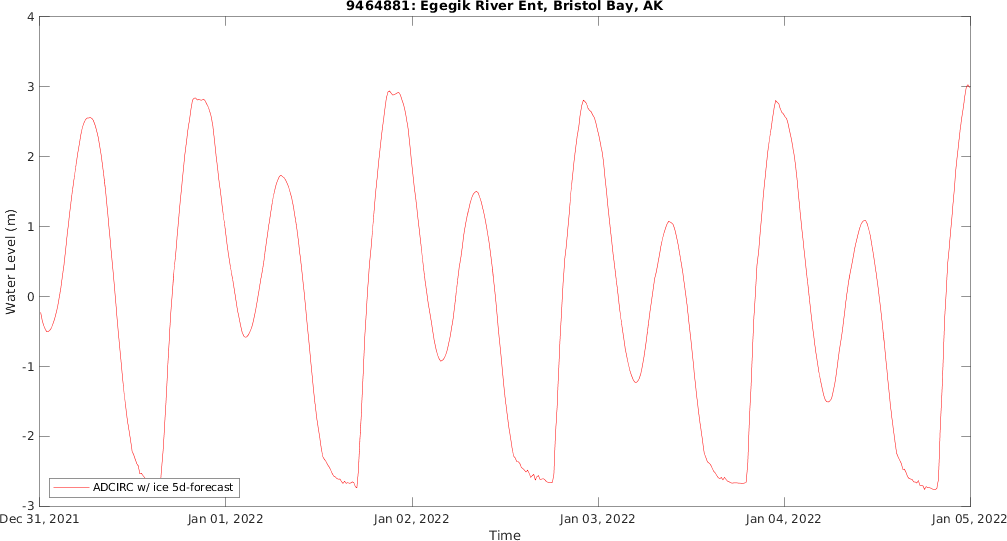 9464881: Egegik River Ent, Bristol Bay, AK
4
3
2
1
0
-1
-2
-3
Water Level (m)
ADCIRC w/ ice 5d-forecast
Dec 31, 2021 Jan 01, 2022 Jan 02, 2022 Jan 03, 2022 Jan 04, 2022 Jan 05, 2022
Time